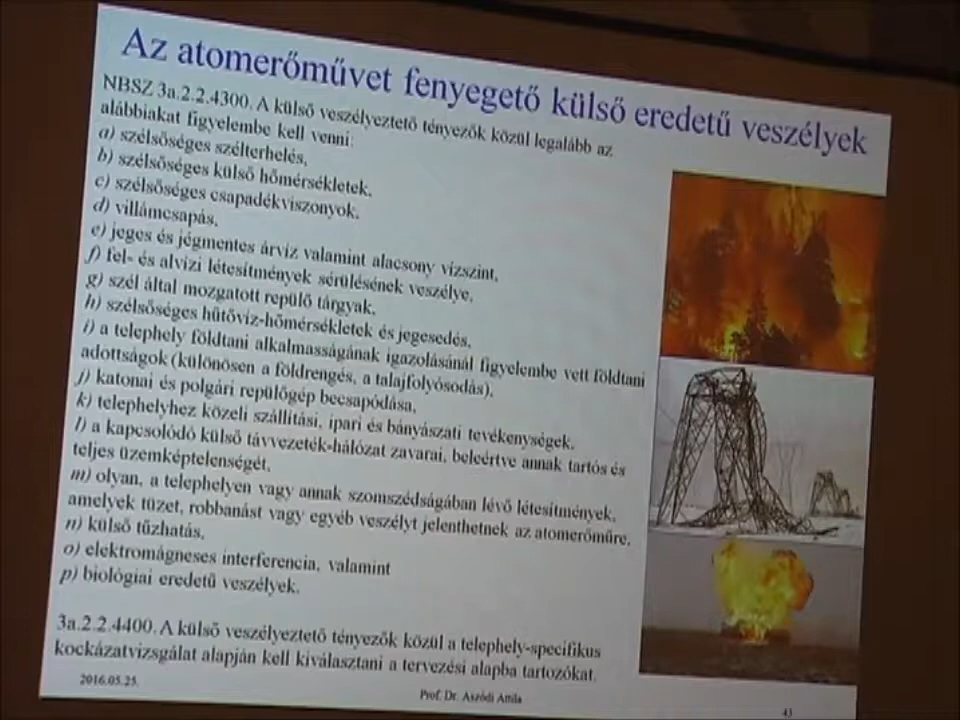 Az atomerőművet fenyegető külső eredetű veszélyek
NBSZ 3a.2.2.4300. A külső veszélyeztető tényezők közül legalább az
alábbiakat figyelembe kell venni:
a) szélsőséges szélterhelés,
b) szélsőséges külső hőmérsékletek,
c) szélsőséges csapadékviszonyok,
d) villámcsapás,
e) jeges és jégmentes árvíz valamint alacsony vízszint,
f) fel- és alvízi létesítmények sérülésének veszélye,
g) szél által mozgatott repülő tárgyak,
h) szélsőséges hűtővíz-hőmérsékletek és jegesedés,
i) a telephely földtani alkalmasságának igazolásánál figyelembe vett földtani
adottságok (különösen a földrengés, a talajfolyósodás),
j) katonai és polgári repülőgép becsapódása,
k) telephelyhez közeli szállítási, ipari és bányászati tevékenységek,
l) a kapcsolódó külső távvezeték-hálózat zavarai, beleértve annak tartós és
teljes üzemképtelenségét,
m) olyan, a telephelyen vagy annak szomszédságában lévő létesítmények,
amelyek tüzet, robbanást vagy egyéb veszélyt jelenthetnek az atomerőműre,
n) külső tűzhatás,
o) elektromágneses interferencia, valamint
p) biológiai eredetű veszélyek.
3a.2.2.4400. A külső veszélyeztető tényezők közül a telephely-specifikus
kockázatvizsgálat alapján kell kiválasztani a tervezési alapba tartozókat.
2016.05.25.
Prof. Dr. Aszódi Attila
43